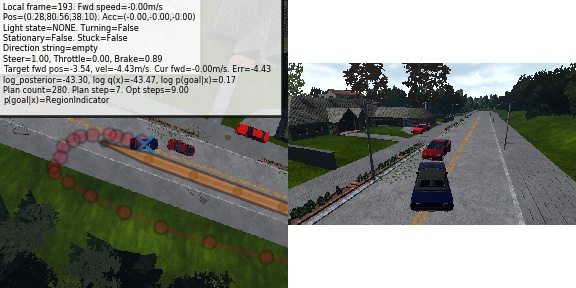 Local frame=193. Fwd speed=-0.00m/s
Pos=(0.28,80.56,38.10). Acc=(-0.00,-0.00,-0.00)
Light state=NONE. Turning=False
Stationary=False. Stuck=False
Direction string=empty
Steer=1.00, Throttle=0.00, Brake=0.89
Target fwd pos=-3.54, vel=-4.43m/s. Cur fwd=-0.00m/s. Err=-4.43
log_posterior=-43.30, log q(x)=-43.47, log p(goal|x)=0.17
Plan count=280. Plan step=7. Opt steps=9.00
p(goal|x)=RegionIndicator